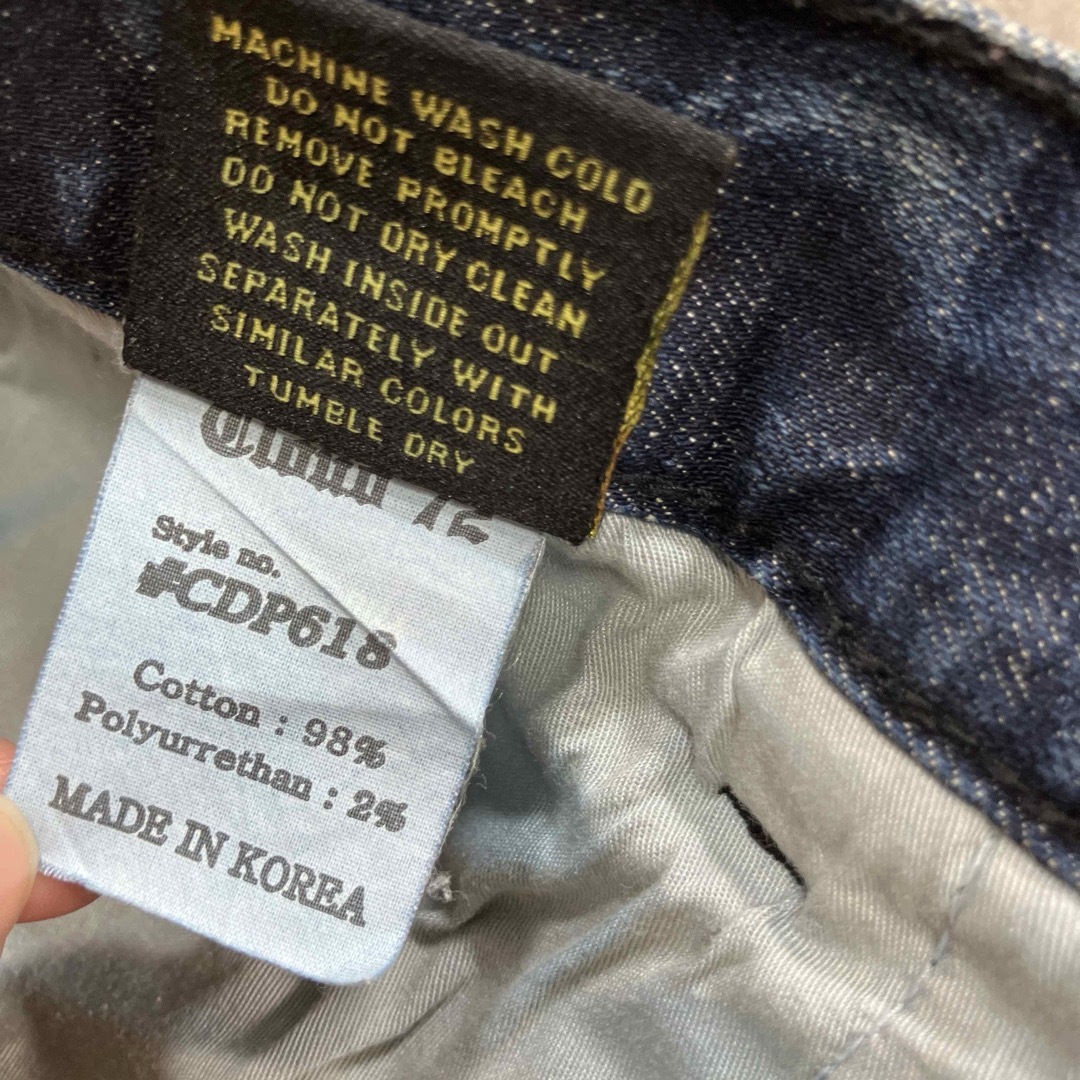 MACHINE WASH COLD
DO NOT BLEACH
REMOVE PROMPTLY
DO NOT DRY CLEAN
WASH INSIDE OUT
SEPARATELY WITH
SIMILAR COLORS
TUMBLE DRY
Style no.
#CDP618
Cotton : 98%
Polyurrethan : 2%
MADE IN KOREA